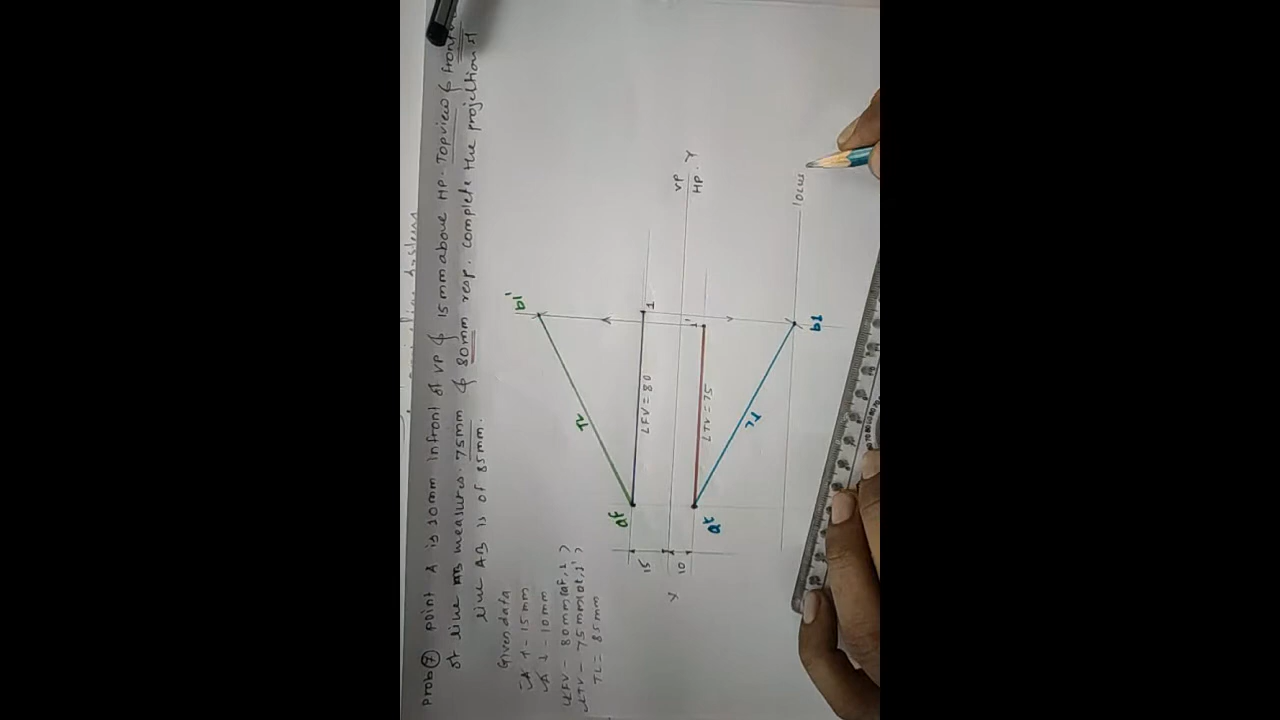 Prob ⑦ point A is 10mm infront of VP & 15mm above HP. Topview & front
of line AB measures 75mm & 80mm resp. complete the projection of
line AB is of 85mm.
Given data
A ↑ - 15mm
A ↓ - 10mm
LFV - 80mm (af, 1)
LTV - 75mm (at, 1')
TL = 85mm
b1'
TL
af
1
LFV = 80
15
VP
X
Y
HP
10
1'
LTV = 75
at
TL
b1
locus